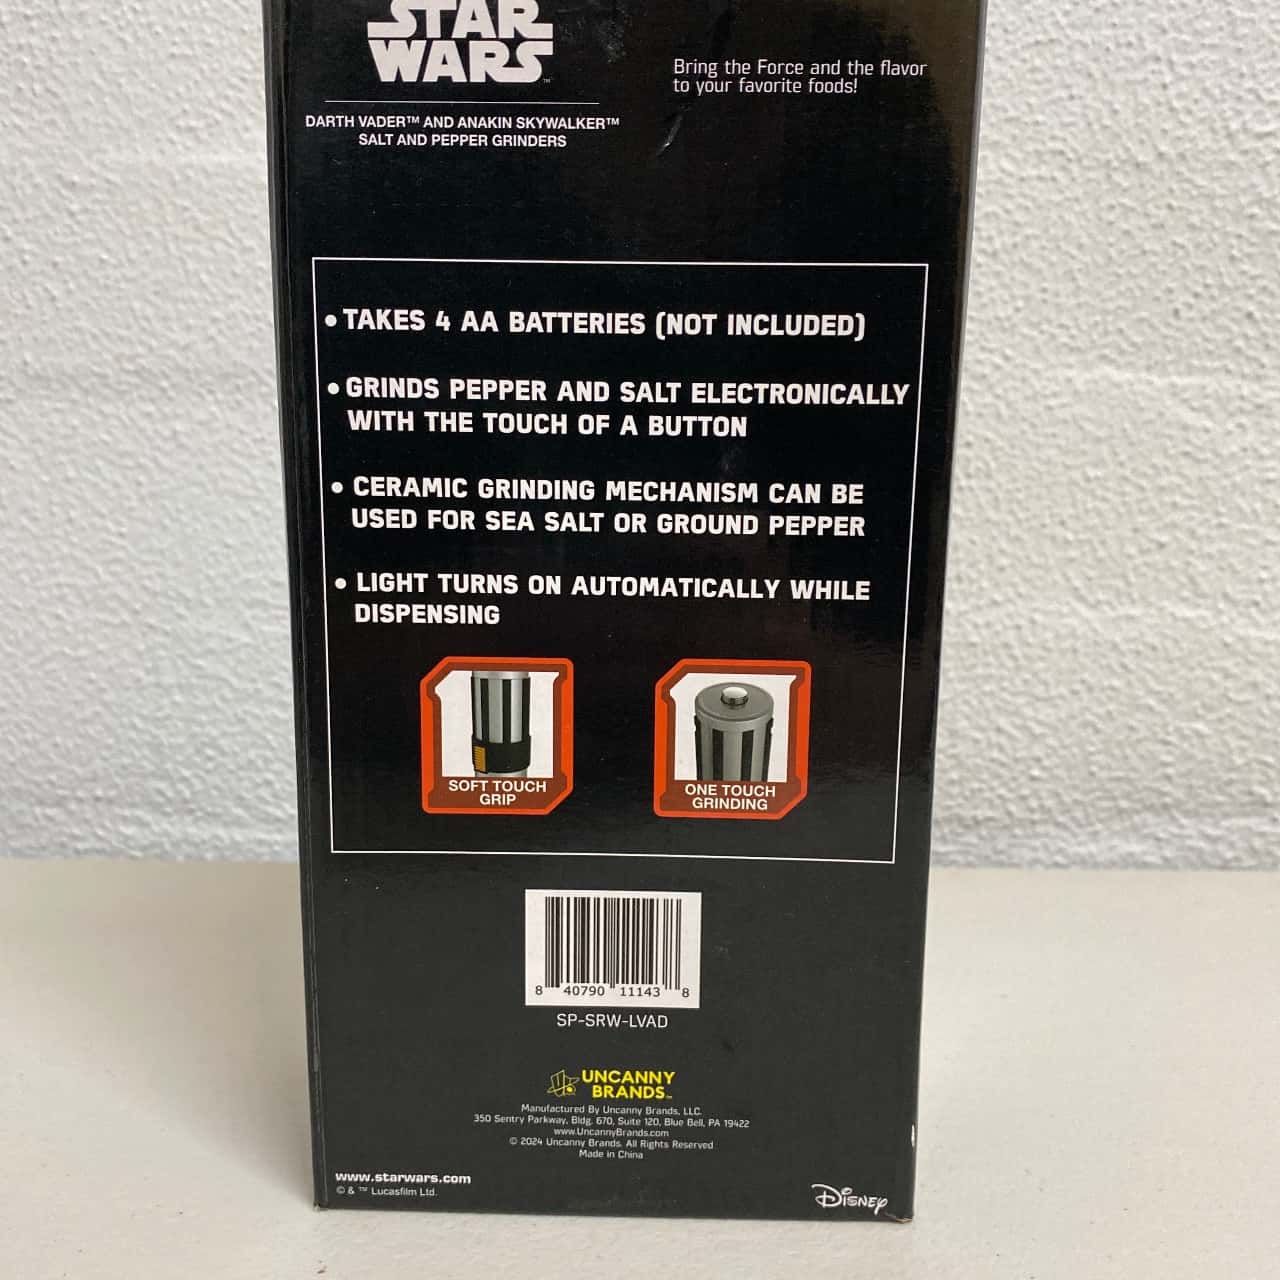 STAR
WARS™
Bring the Force and the flavor
to your favorite foods!
DARTH VADER™ AND ANAKIN SKYWALKER™
SALT AND PEPPER GRINDERS
• TAKES 4 AA BATTERIES (NOT INCLUDED)
• GRINDS PEPPER AND SALT ELECTRONICALLY
WITH THE TOUCH OF A BUTTON
• CERAMIC GRINDING MECHANISM CAN BE
USED FOR SEA SALT OR GROUND PEPPER
• LIGHT TURNS ON AUTOMATICALLY WHILE
DISPENSING
SOFT TOUCH
GRIP
ONE TOUCH
GRINDING
8 40790 11143 8
SP-SRW-LVAD
UNCANNY
BRANDS™
Manufactured By Uncanny Brands, LLC.
350 Sentry Parkway, Bldg. 670, Suite 120, Blue Bell, PA 19422
www.UncannyBrands.com
© 2024 Uncanny Brands. All Rights Reserved
Made in China
www.starwars.com
© & ™ Lucasfilm Ltd.
Disney